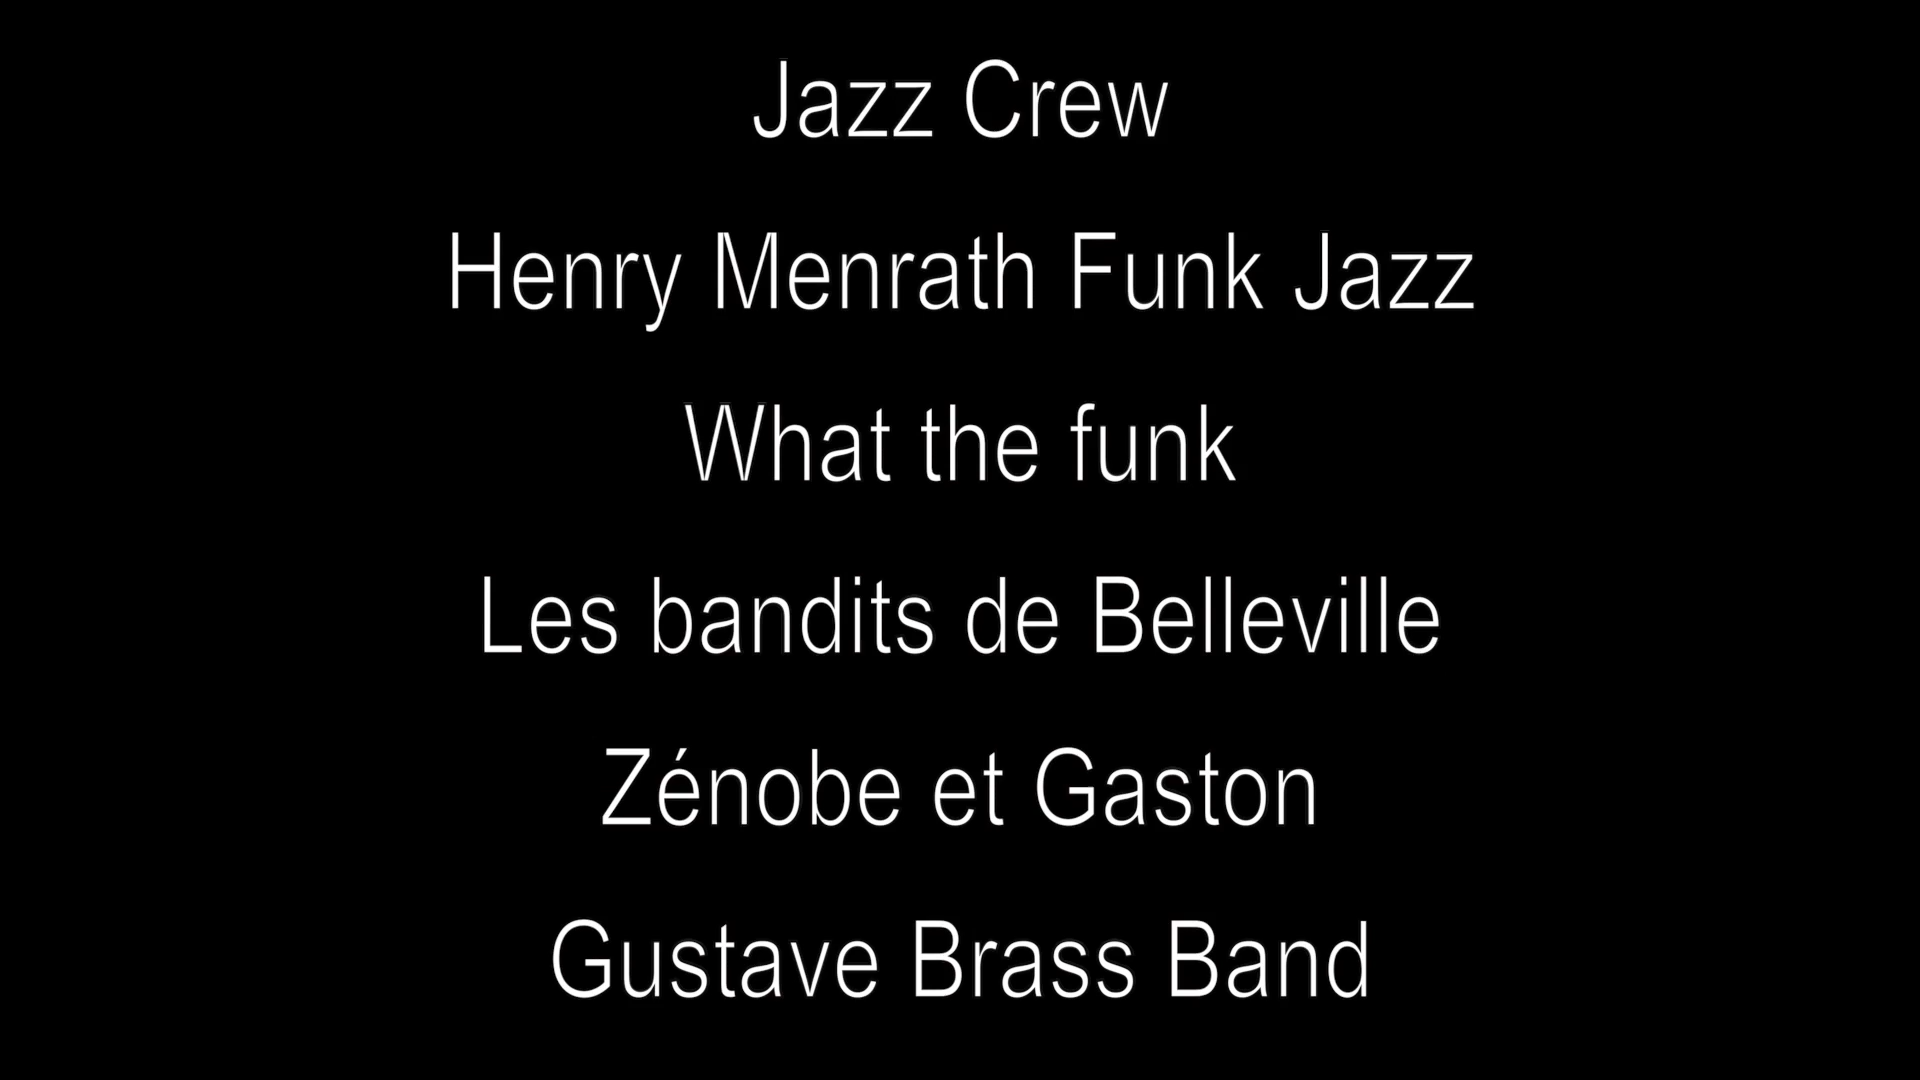 Jazz Crew
Henry Menrath Funk Jazz
What the funk
Les bandits de Belleville
Zénobe et Gaston
Gustave Brass Band